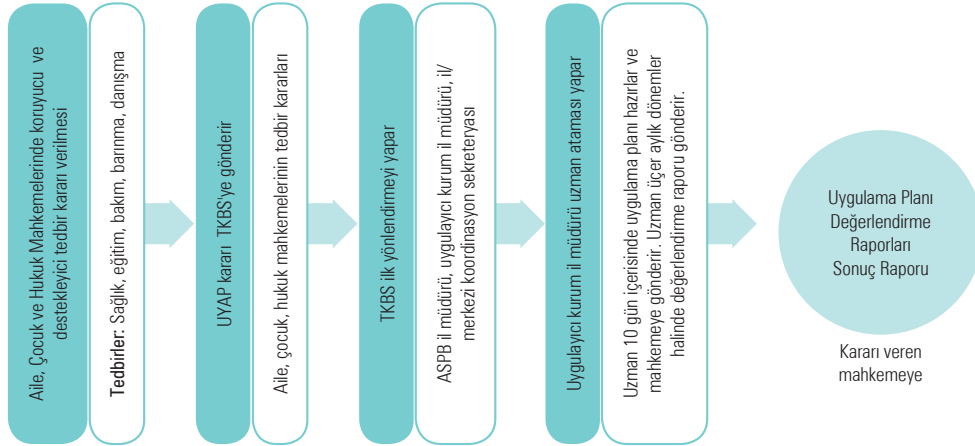 Aile, Çocuk ve Hukuk Mahkemelerinde koruyucu ve
destekleyici tedbir kararı verilmesi
Tedbirler: Sağlık, eğitim, bakım, barınma, danışma
UYAP kararı TKBS'ye gönderir
Aile, çocuk, hukuk mahkemelerinin tedbir kararları
TKBS ilk yönlendirmeyi yapar
ASPB il müdürü, uygulayıcı kurum il müdürü, il/
merkezi koordinasyon sekreteryası
Uygulayıcı kurum il müdürü uzman ataması yapar
Uzman 10 gün içerisinde uygulama planı hazırlar ve
mahkemeye gönderir. Uzman üçer aylık dönemler
halinde değerlendirme raporu gönderir.
Uygulama Planı
Değerlendirme
Raporları
Sonuç Raporu
Kararı veren
mahkemeye